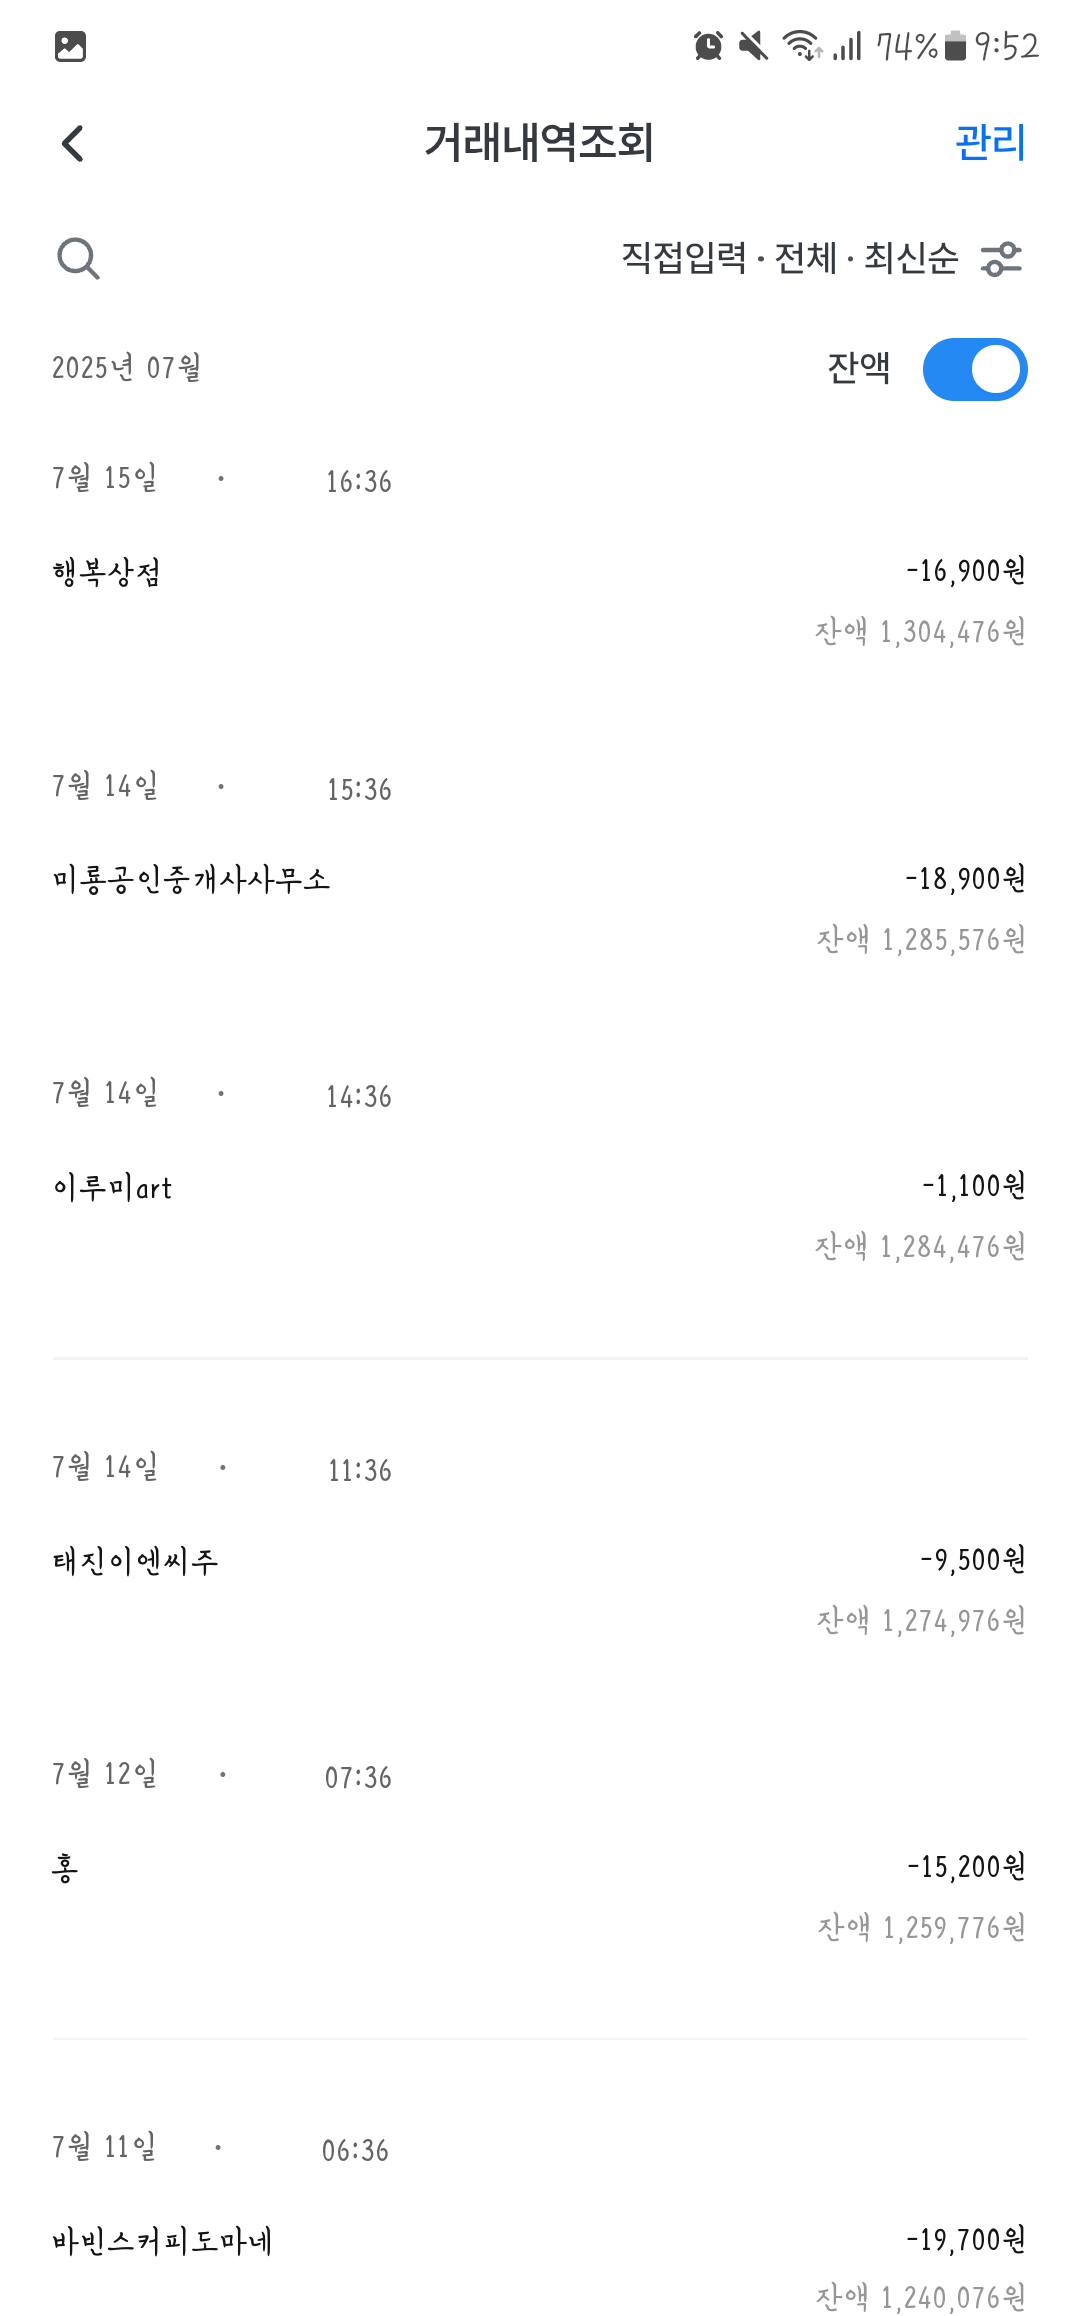 74% 9:52
거래내역조회 관리
직접입력 · 전체 · 최신순
2025년 07월 잔액
7월 15일 · 16:36
행복상점 -16,900원
잔액 1,304,476원
7월 14일 · 15:36
미룡공인중개사사무소 -18,900원
잔액 1,285,576원
7월 14일 · 14:36
이루미art -1,100원
잔액 1,284,476원
7월 14일 · 11:36
태진이엔씨주 -9,500원
잔액 1,274,976원
7월 12일 · 07:36
홍 -15,200원
잔액 1,259,776원
7월 11일 · 06:36
바빈스커피도마네 -19,700원
잔액 1,240,076원